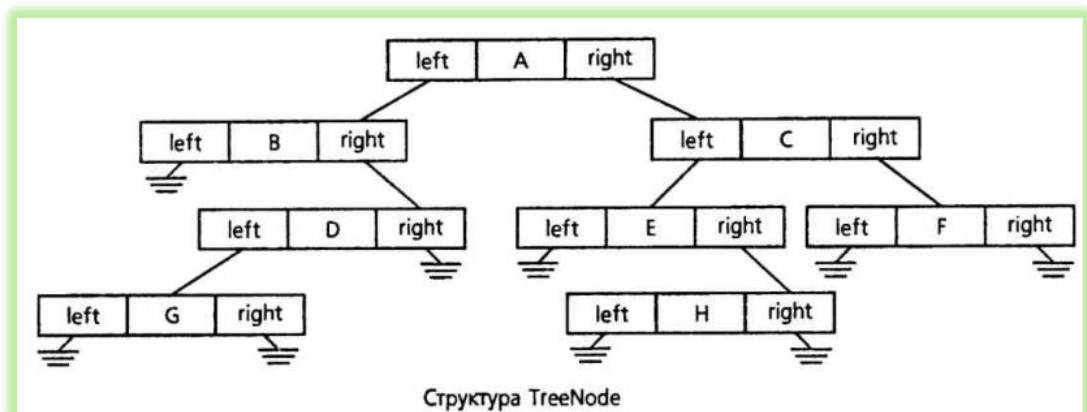 left A right
left B right
left C right
left D right
left E right
left F right
left G right
left H right
Структура TreeNode